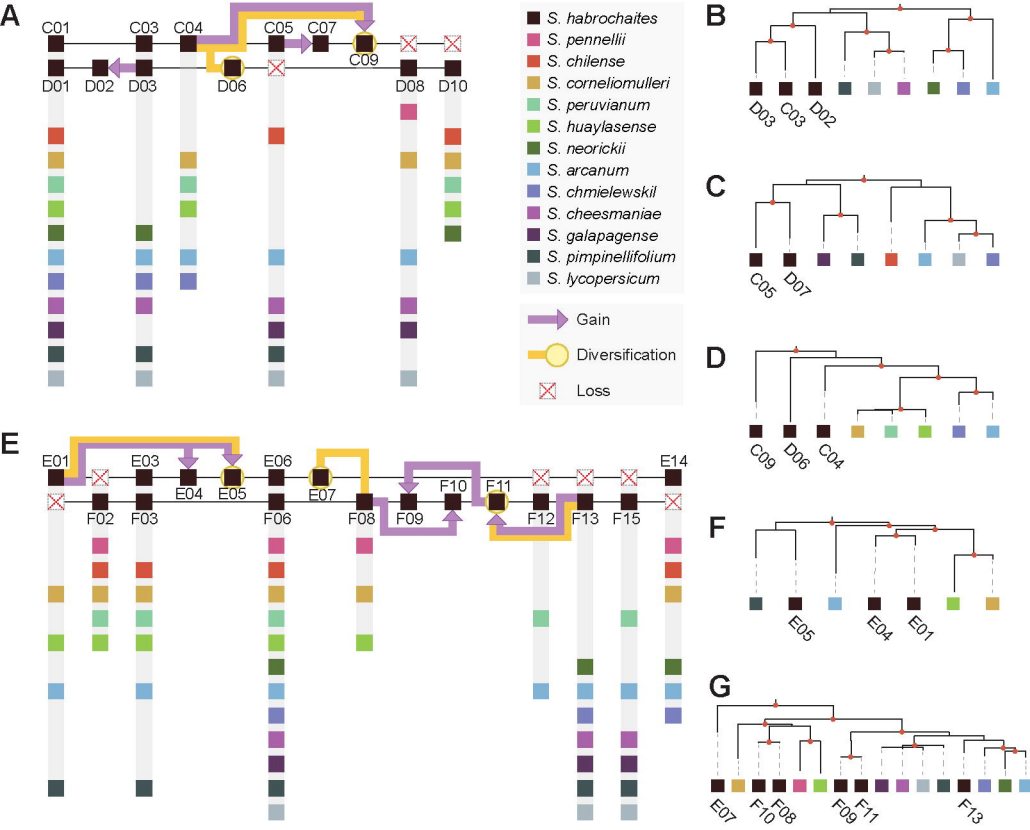 A
C01 C03 C04 C05 C07 C09
D01 D02 D03 D06 D08 D10
S. habrochaites
S. pennellii
S. chilense
S. corneliomulleri
S. peruvianum
S. huaylasense
S. neorickii
S. arcanum
S. chmielewskil
S. cheesmaniae
S. galapagense
S. pimpinellifolium
S. lycopersicum
Gain
Diversification
Loss
B
D03 C03 D02
C
C05 D07
D
C09 D06 C04
E
E01 E03 E04 E05 E06 E07 E14
F02 F03 F06 F08 F09 F10 F11 F12 F13 F15
F
E05 E04 E01
G
E07 F10 F08 F09 F11 F13